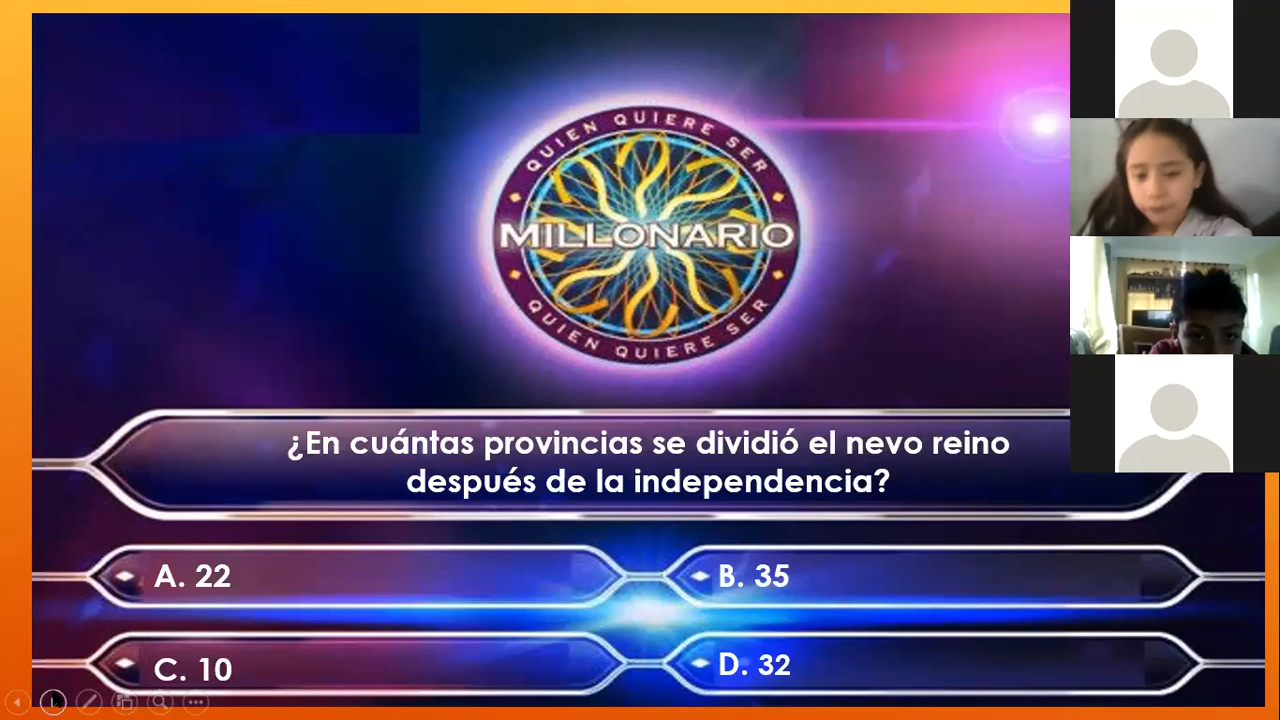 QUIEN QUIERE SER
MILLONARIO
QUIEN QUIERE SER
¿En cuántas provincias se dividió el nevo reino
después de la independencia?
A. 22
B. 35
C. 10
D. 32